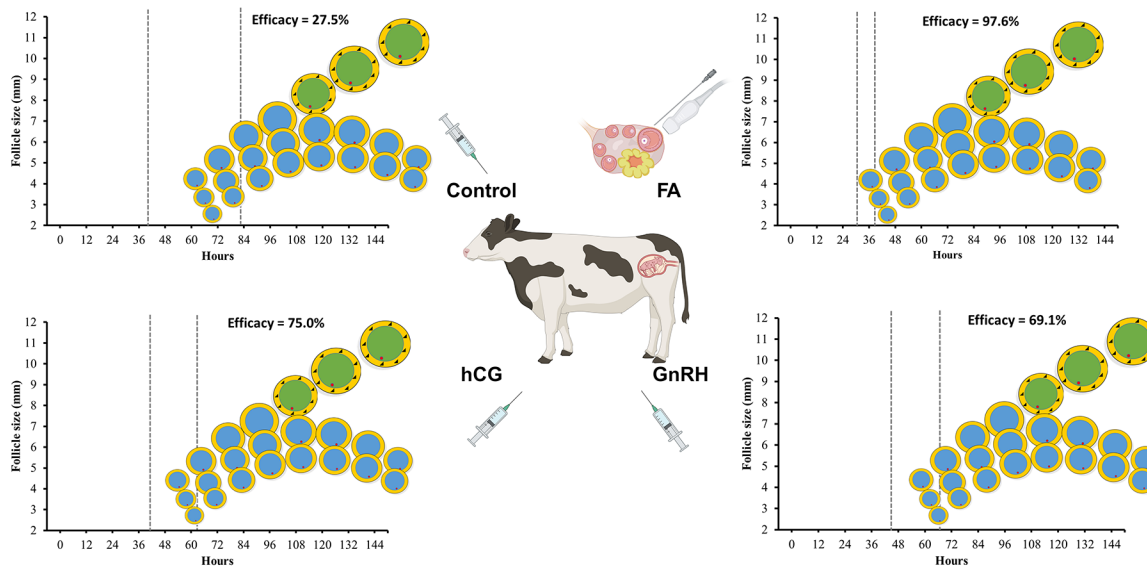 Efficacy = 27.5%
Follicle size (mm)
12
11
10
9
8
7
6
5
4
3
2
0 12 24 36 48 60 72 84 96 108 120 132 144
Hours
Control
FA
Efficacy = 97.6%
Follicle size (mm)
12
11
10
9
8
7
6
5
4
3
2
0 12 24 36 48 60 72 84 96 108 120 132 144
Hours
Efficacy = 75.0%
Follicle size (mm)
12
11
10
9
8
7
6
5
4
3
2
0 12 24 36 48 60 72 84 96 108 120 132 144
Hours
hCG
GnRH
Efficacy = 69.1%
Follicle size (mm)
12
11
10
9
8
7
6
5
4
3
2
0 12 24 36 48 60 72 84 96 108 120 132 144
Hours